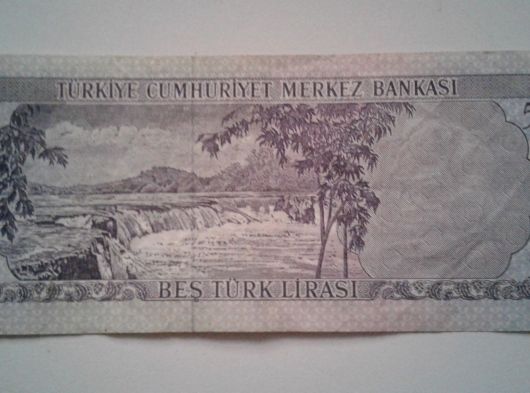 TÜRKİYE CUMHURİYET MERKEZ BANKASI
BEŞ TÜRK LİRASI